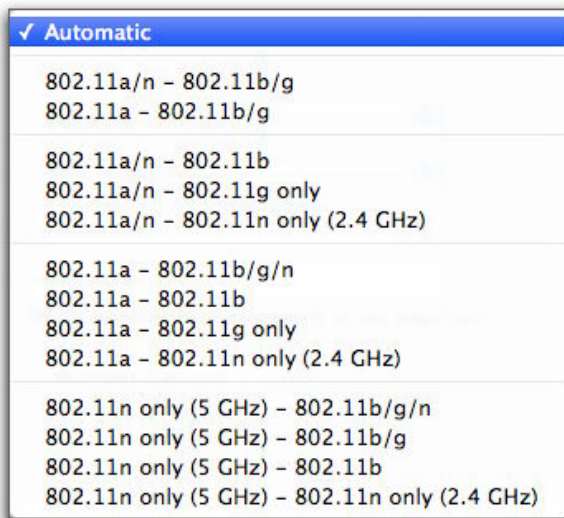 ✓ Automatic
802.11a/n – 802.11b/g
802.11a – 802.11b/g
802.11a/n – 802.11b
802.11a/n – 802.11g only
802.11a/n – 802.11n only (2.4 GHz)
802.11a – 802.11b/g/n
802.11a – 802.11b
802.11a – 802.11g only
802.11a – 802.11n only (2.4 GHz)
802.11n only (5 GHz) – 802.11b/g/n
802.11n only (5 GHz) – 802.11b/g
802.11n only (5 GHz) – 802.11b
802.11n only (5 GHz) – 802.11n only (2.4 GHz)